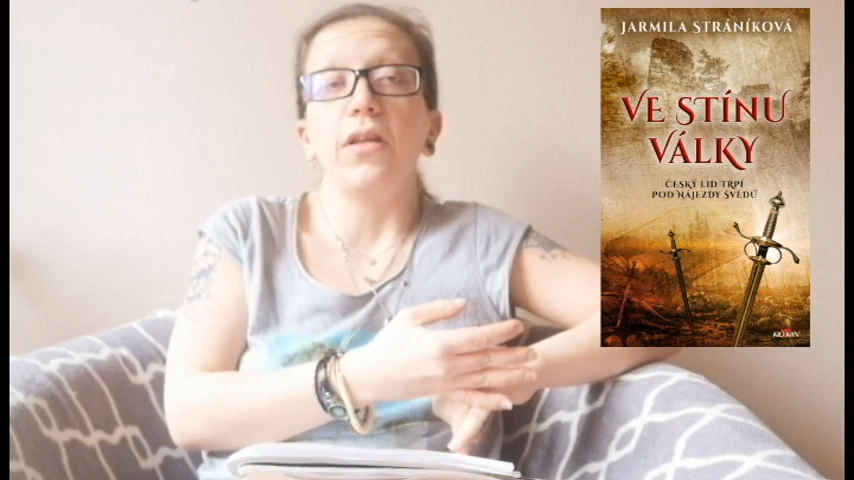 JARMILA STRÁNÍKOVÁ
VE STÍNU
VÁLKY
ČESKÝ LID TRPÍ
POD NÁJEZDY ŠVÉDŮ